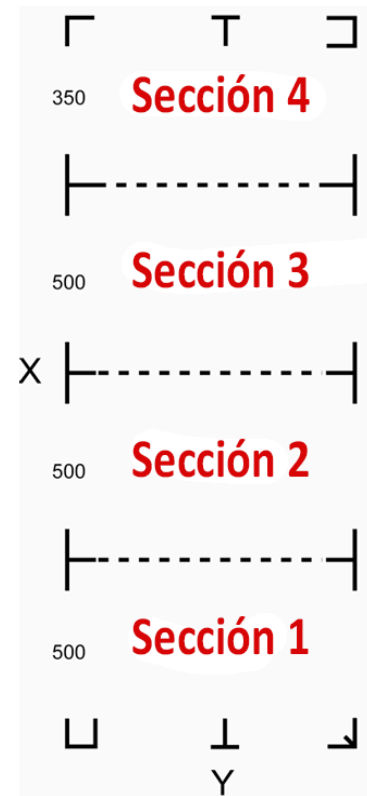 350 Sección 4
500 Sección 3
X
500 Sección 2
500 Sección 1
Y